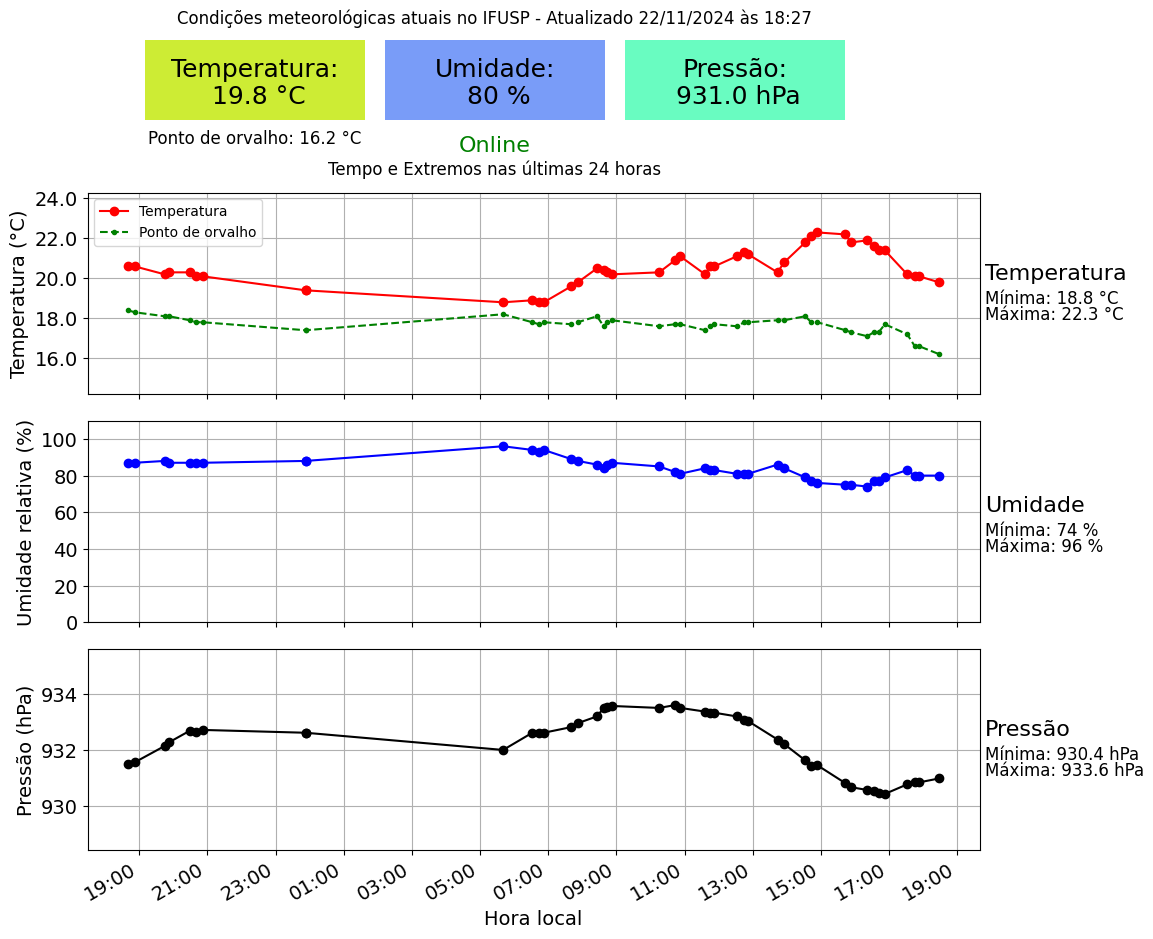 Condições meteorológicas atuais no IFUSP - Atualizado 22/11/2024 às 18:27
Temperatura:
19.8 °C
Umidade:
80 %
Pressão:
931.0 hPa
Ponto de orvalho: 16.2 °C
Online
Tempo e Extremos nas últimas 24 horas
Temperatura (°C)
24.0
22.0
20.0
18.0
16.0
Temperatura
Ponto de orvalho
Temperatura
Mínima: 18.8 °C
Máxima: 22.3 °C
Umidade relativa (%)
100
80
60
40
20
0
Umidade
Mínima: 74 %
Máxima: 96 %
Pressão (hPa)
934
932
930
Pressão
Mínima: 930.4 hPa
Máxima: 933.6 hPa
19:00 21:00 23:00 01:00 03:00 05:00 07:00 09:00 11:00 13:00 15:00 17:00 19:00
Hora local